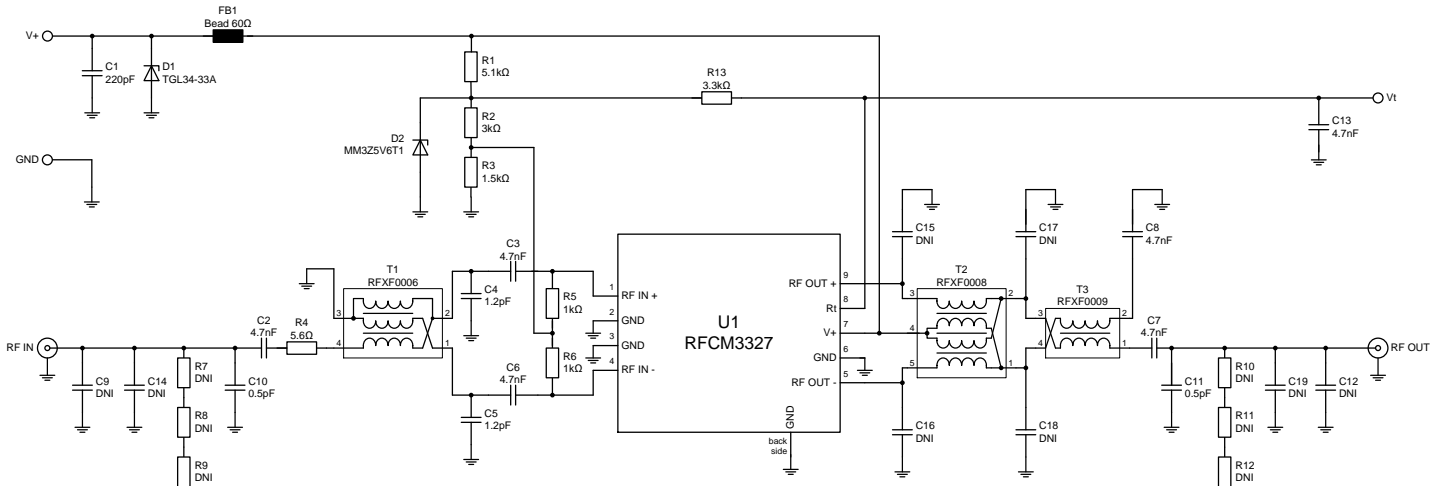 FB1
Bead 60Ω
V+
C1
220pF
D1
TGL34-33A
R1
5.1kΩ
R13
3.3kΩ
Vt
C13
4.7nF
R2
3kΩ
D2
MM3Z5V6T1
R3
1.5kΩ
GND
C15
DNI
C17
DNI
C8
4.7nF
C3
4.7nF
T1
RFXF0006
C4
1.2pF
3
2
4
1
R5
1kΩ
R6
1kΩ
1
RF IN +
2
GND
3
GND
4
RF IN -
U1
RFCM3327
9
RF OUT +
8
Rt
7
V+
6
GND
5
RF OUT -
GND
back
side
T2
RFXF0008
3
2
4
5
1
T3
RFXF0009
3
2
4
1
C7
4.7nF
RF IN
C2
4.7nF
R4
5.6Ω
RF OUT
C9
DNI
C14
DNI
R7
DNI
C10
0.5pF
R8
DNI
R9
DNI
C6
4.7nF
C5
1.2pF
C16
DNI
C18
DNI
C11
0.5pF
R10
DNI
C19
DNI
C12
DNI
R11
DNI
R12
DNI